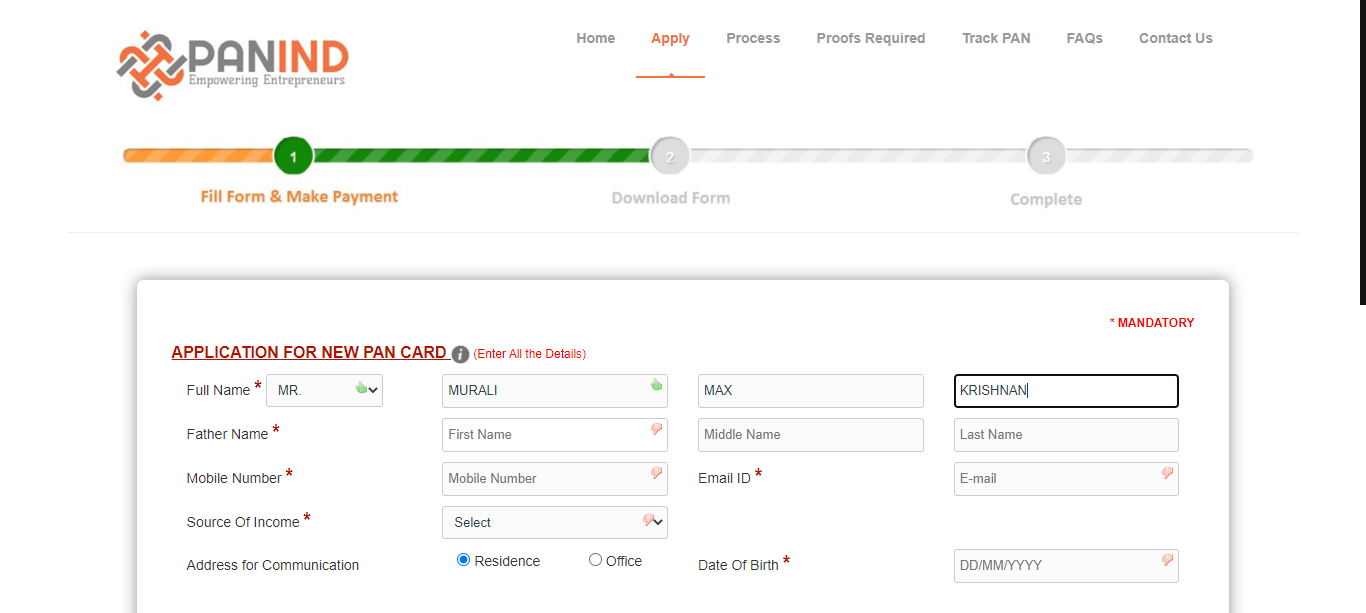 PANIND
Empowering Entrepreneurs
Home Apply Process Proofs Required Track PAN FAQs Contact Us
1 2 3
Fill Form & Make Payment Download Form Complete
* MANDATORY
APPLICATION FOR NEW PAN CARD i (Enter All the Details)
Full Name * MR. MURALI MAX KRISHNAN
Father Name * First Name Middle Name Last Name
Mobile Number * Mobile Number Email ID * E-mail
Source Of Income * Select
Address for Communication Residence Office Date Of Birth * DD/MM/YYYY